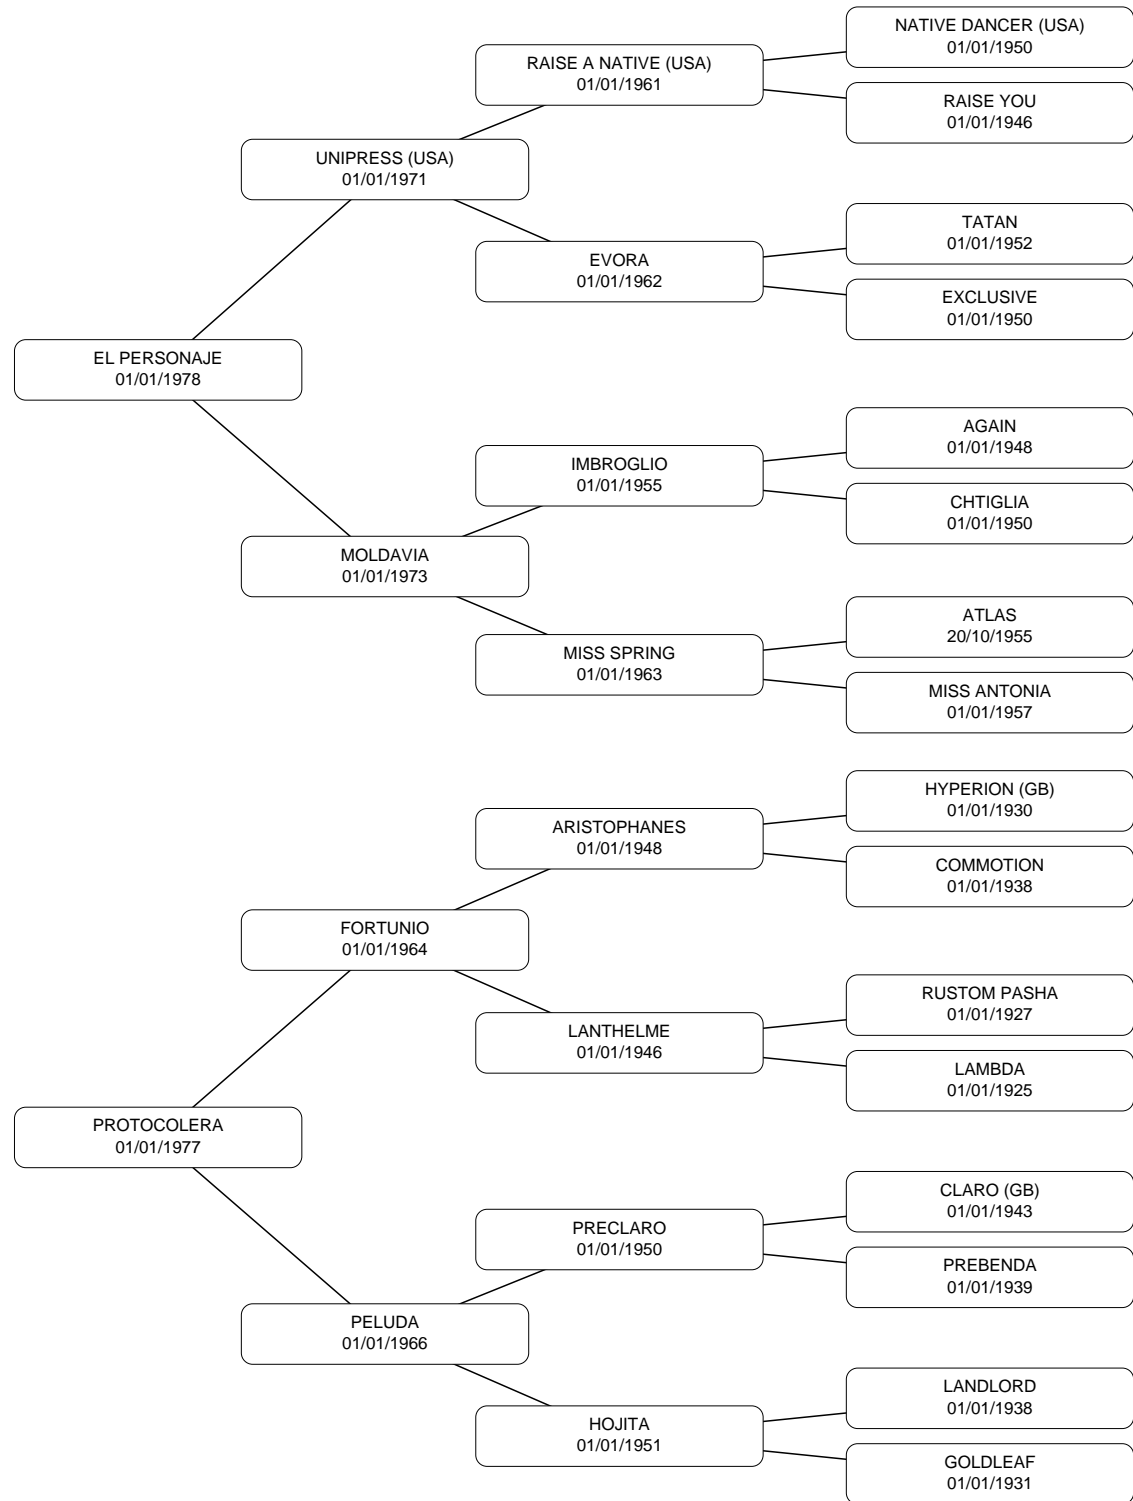 NATIVE DANCER (USA)
01/01/1950
RAISE A NATIVE (USA)
01/01/1961
RAISE YOU
01/01/1946
UNIPRESS (USA)
01/01/1971
TATAN
01/01/1952
EVORA
01/01/1962
EXCLUSIVE
01/01/1950
EL PERSONAJE
01/01/1978
AGAIN
01/01/1948
IMBROGLIO
01/01/1955
CHTIGLIA
01/01/1950
MOLDAVIA
01/01/1973
ATLAS
20/10/1955
MISS SPRING
01/01/1963
MISS ANTONIA
01/01/1957
HYPERION (GB)
01/01/1930
ARISTOPHANES
01/01/1948
COMMOTION
01/01/1938
FORTUNIO
01/01/1964
RUSTOM PASHA
01/01/1927
LANTHELME
01/01/1946
LAMBDA
01/01/1925
PROTOCOLERA
01/01/1977
CLARO (GB)
01/01/1943
PRECLARO
01/01/1950
PREBENDA
01/01/1939
PELUDA
01/01/1966
LANDLORD
01/01/1938
HOJITA
01/01/1951
GOLDLEAF
01/01/1931